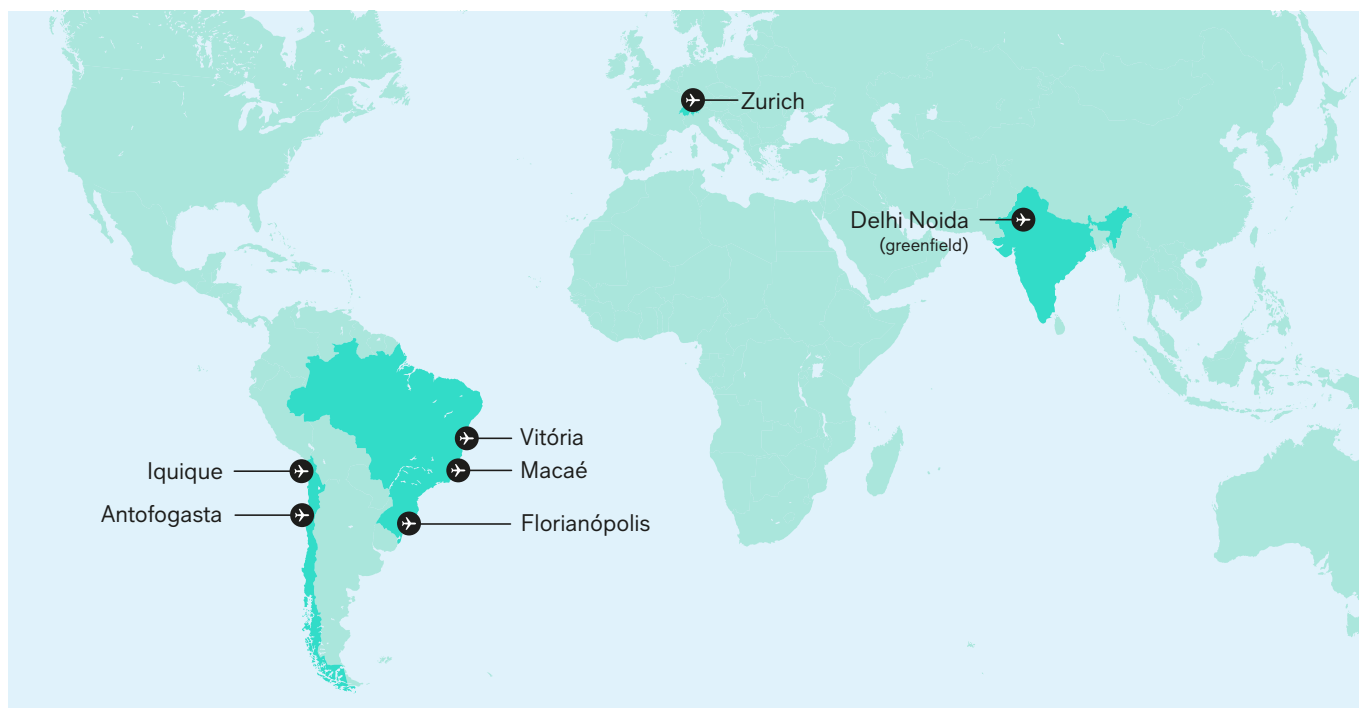 Zurich
Delhi Noida
(greenfield)
Vitória
Iquique
Macaé
Antofogasta
Florianópolis